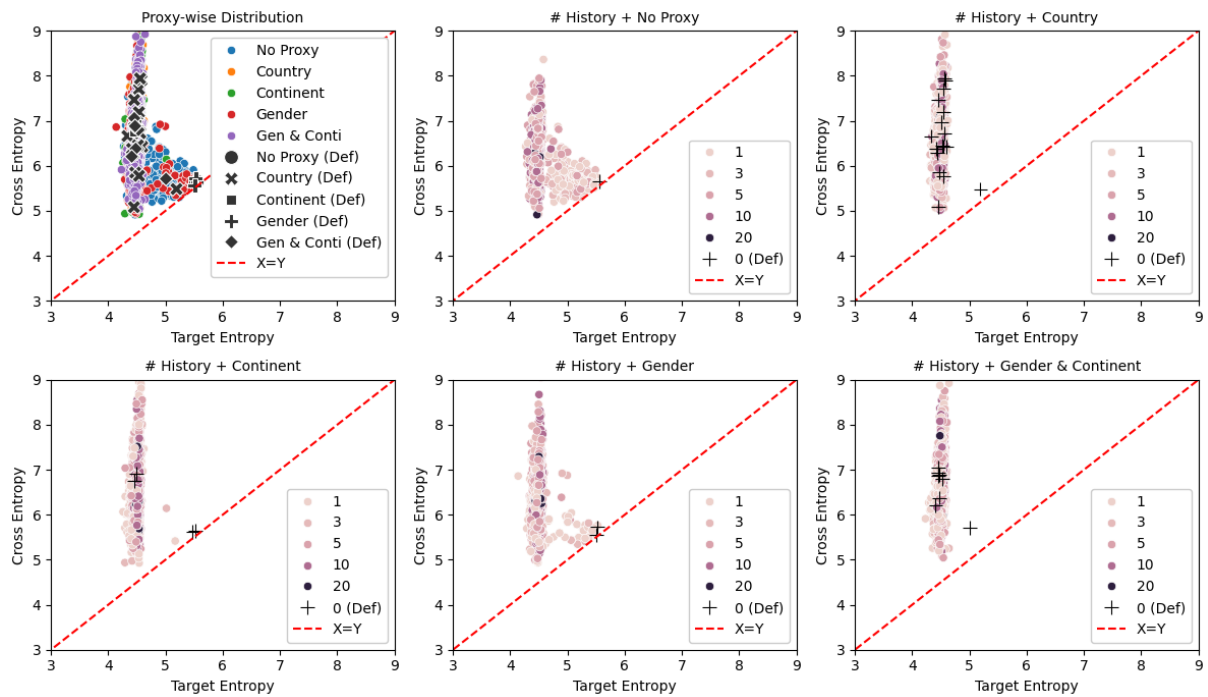 Proxy-wise Distribution
Cross Entropy
9
8
7
6
5
4
3
No Proxy
Country
Continent
Gender
Gen & Conti
No Proxy (Def)
Country (Def)
Continent (Def)
Gender (Def)
Gen & Conti (Def)
X=Y
3 4 5 6 7 8 9
Target Entropy
# History + No Proxy
Cross Entropy
9
8
7
6
5
4
3
1
3
5
10
20
0 (Def)
X=Y
3 4 5 6 7 8 9
Target Entropy
# History + Country
Cross Entropy
9
8
7
6
5
4
3
1
3
5
10
20
0 (Def)
X=Y
3 4 5 6 7 8 9
Target Entropy
# History + Continent
Cross Entropy
9
8
7
6
5
4
3
1
3
5
10
20
0 (Def)
X=Y
3 4 5 6 7 8 9
Target Entropy
# History + Gender
Cross Entropy
9
8
7
6
5
4
3
1
3
5
10
20
0 (Def)
X=Y
3 4 5 6 7 8 9
Target Entropy
# History + Gender & Continent
Cross Entropy
9
8
7
6
5
4
3
1
3
5
10
20
0 (Def)
X=Y
3 4 5 6 7 8 9
Target Entropy